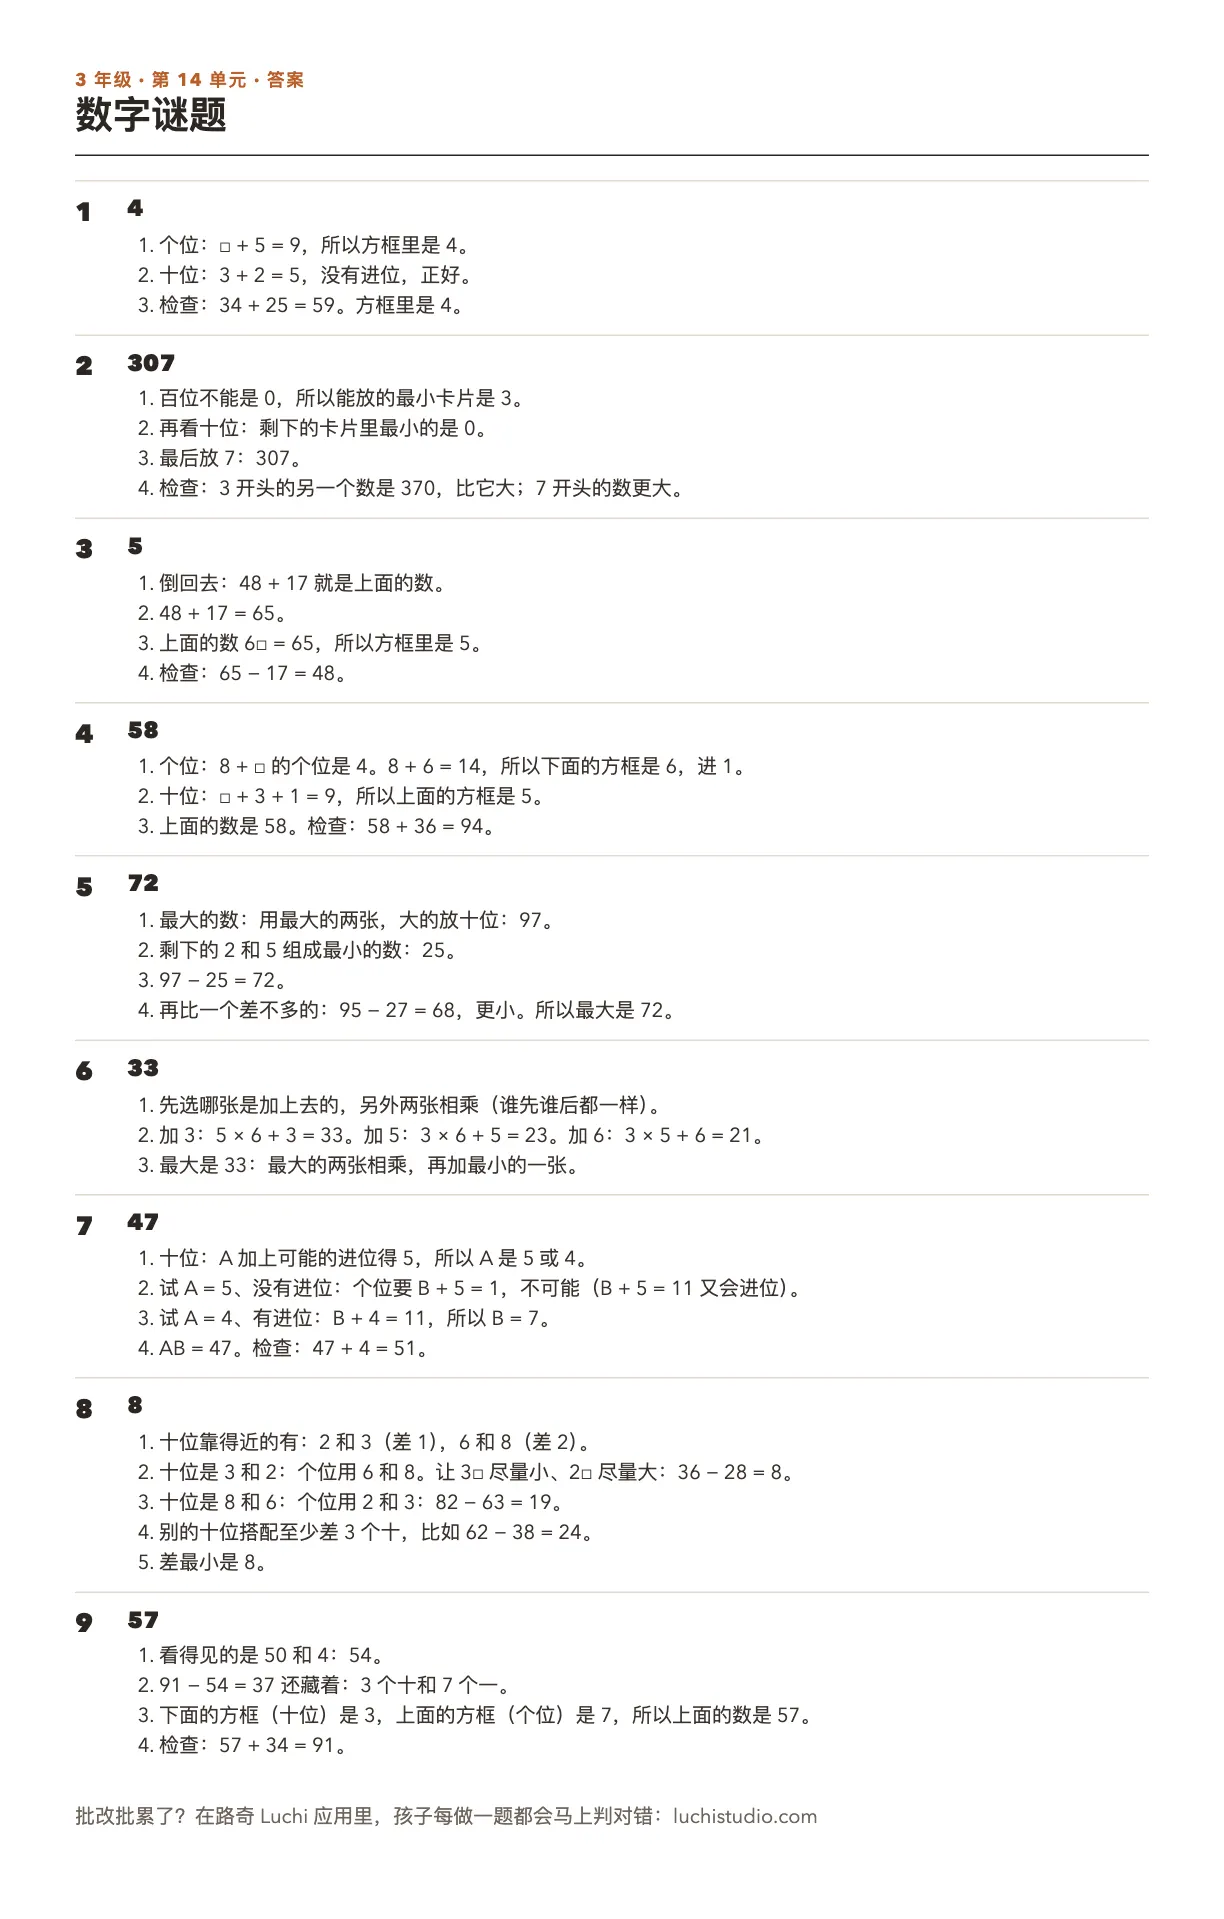 3 年级 · 第 14 单元 · 答案
数字谜题
1 4
1. 个位：□ + 5 = 9，所以方框里是 4。
2. 十位：3 + 2 = 5，没有进位，正好。
3. 检查：34 + 25 = 59。方框里是 4。
2 307
1. 百位不能是 0，所以能放的最小卡片是 3。
2. 再看十位：剩下的卡片里最小的是 0。
3. 最后放 7：307。
4. 检查：3 开头的另一个数是 370，比它大；7 开头的数更大。
3 5
1. 倒回去：48 + 17 就是上面的数。
2. 48 + 17 = 65。
3. 上面的数 6□ = 65，所以方框里是 5。
4. 检查：65 − 17 = 48。
4 58
1. 个位：8 + □ 的个位是 4。8 + 6 = 14，所以下面的方框是 6，进 1。
2. 十位：□ + 3 + 1 = 9，所以上面的方框是 5。
3. 上面的数是 58。检查：58 + 36 = 94。
5 72
1. 最大的数：用最大的两张，大的放十位：97。
2. 剩下的 2 和 5 组成最小的数：25。
3. 97 − 25 = 72。
4. 再比一个差不多的：95 − 27 = 68，更小。所以最大是 72。
6 33
1. 先选哪张是加上去的，另外两张相乘（谁先谁后都一样）。
2. 加 3：5 × 6 + 3 = 33。加 5：3 × 6 + 5 = 23。加 6：3 × 5 + 6 = 21。
3. 最大是 33：最大的两张相乘，再加最小的一张。
7 47
1. 十位：A 加上可能的进位得 5，所以 A 是 5 或 4。
2. 试 A = 5、没有进位：个位要 B + 5 = 1，不可能（B + 5 = 11 又会进位）。
3. 试 A = 4、有进位：B + 4 = 11，所以 B = 7。
4. AB = 47。检查：47 + 4 = 51。
8 8
1. 十位靠得近的有：2 和 3（差 1），6 和 8（差 2）。
2. 十位是 3 和 2：个位用 6 和 8。让 3□ 尽量小、2□ 尽量大：36 − 28 = 8。
3. 十位是 8 和 6：个位用 2 和 3：82 − 63 = 19。
4. 别的十位搭配至少差 3 个十，比如 62 − 38 = 24。
5. 差最小是 8。
9 57
1. 看得见的是 50 和 4：54。
2. 91 − 54 = 37 还藏着：3 个十和 7 个一。
3. 下面的方框（十位）是 3，上面的方框（个位）是 7，所以上面的数是 57。
4. 检查：57 + 34 = 91。
批改批累了？在路奇 Luchi 应用里，孩子每做一题都会马上判对错：luchistudio.com